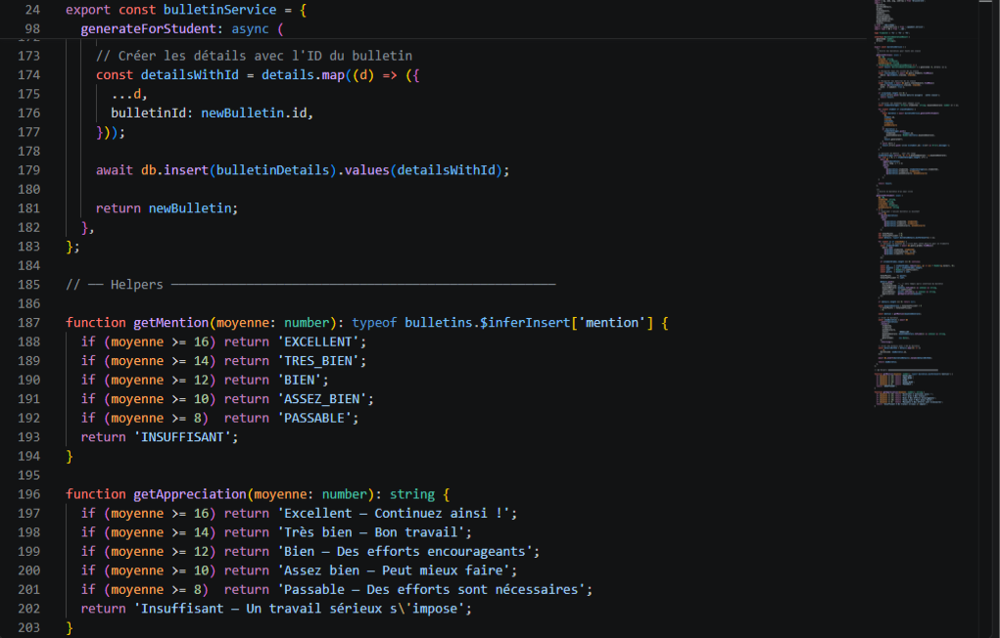 24 export const bulletinService = {
98 generateForStudent: async (
173 // Créer les détails avec l'ID du bulletin
174 const detailsWithId = details.map((d) => ({
175 ...d,
176 bulletinId: newBulletin.id,
177 }));
178
179 await db.insert(bulletinDetails).values(detailsWithId);
180
181 return newBulletin;
182 },
183 };
184
185 // ── Helpers ───────────────────────────────────────────────────
186
187 function getMention(moyenne: number): typeof bulletins.$inferInsert['mention'] {
188 if (moyenne >= 16) return 'EXCELLENT';
189 if (moyenne >= 14) return 'TRES_BIEN';
190 if (moyenne >= 12) return 'BIEN';
191 if (moyenne >= 10) return 'ASSEZ_BIEN';
192 if (moyenne >= 8)  return 'PASSABLE';
193 return 'INSUFFISANT';
194 }
195
196 function getAppreciation(moyenne: number): string {
197 if (moyenne >= 16) return 'Excellent — Continuez ainsi !';
198 if (moyenne >= 14) return 'Très bien — Bon travail';
199 if (moyenne >= 12) return 'Bien — Des efforts encourageants';
200 if (moyenne >= 10) return 'Assez bien — Peut mieux faire';
201 if (moyenne >= 8)  return 'Passable — Des efforts sont nécessaires';
202 return 'Insuffisant — Un travail sérieux s\'impose';
203 }